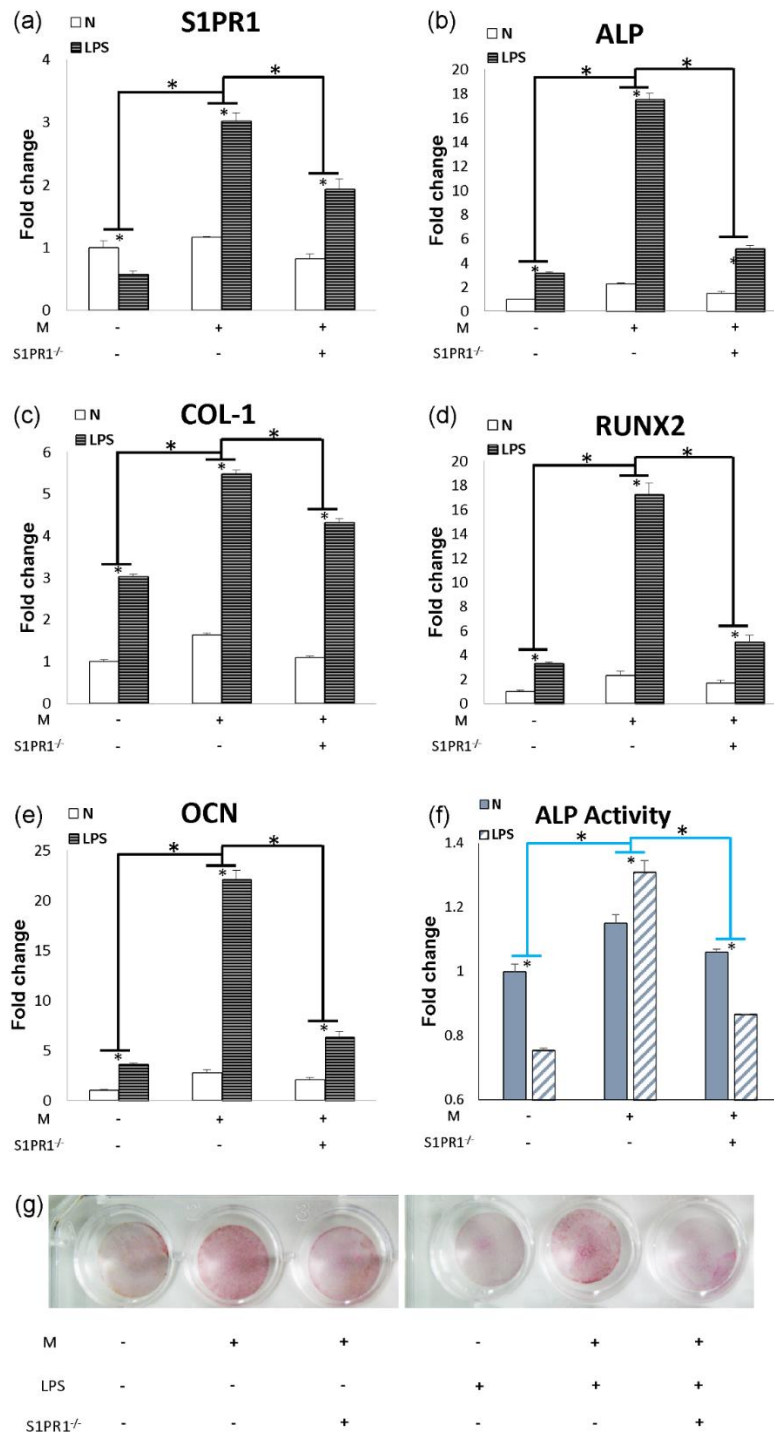 (a) S1PR1
N
LPS
Fold change
4
3
2
1
0
*
*
*
*
*
M - + +
S1PR1-/- - - +
(b) ALP
N
LPS
Fold change
20
18
16
14
12
10
8
6
4
2
0
*
*
*
*
*
M - + +
S1PR1-/- - - +
(c) COL-1
N
LPS
Fold change
6
5
4
3
2
1
0
*
*
*
*
*
M - + +
S1PR1-/- - - +
(d) RUNX2
N
LPS
Fold change
20
18
16
14
12
10
8
6
4
2
0
*
*
*
*
*
M - + +
S1PR1-/- - - +
(e) OCN
N
LPS
Fold change
25
20
15
10
5
0
*
*
*
*
*
M - + +
S1PR1-/- - - +
(f) ALP Activity
N
LPS
Fold change
1.4
1.2
1
0.8
0.6
*
*
*
*
*
- + +
- - +
(g)
M - + + - + +
LPS - - - + + +
S1PR1-/- - - + - - +